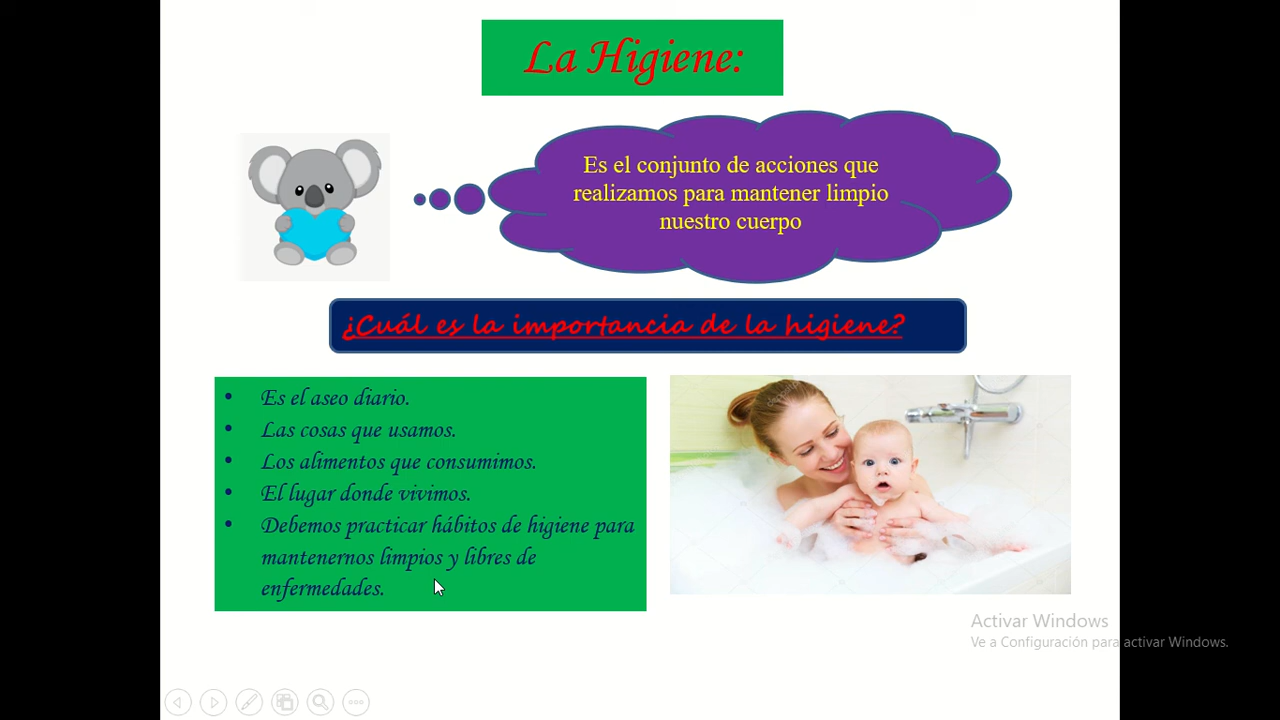 La Higiene:
Es el conjunto de acciones que
realizamos para mantener limpio
nuestro cuerpo
¿Cuál es la importancia de la higiene?
• Es el aseo diario.
• Las cosas que usamos.
• Los alimentos que consumimos.
• El lugar donde vivimos.
• Debemos practicar hábitos de higiene para
mantenernos limpios y libres de
enfermedades.
Activar Windows
Ve a Configuración para activar Windows.